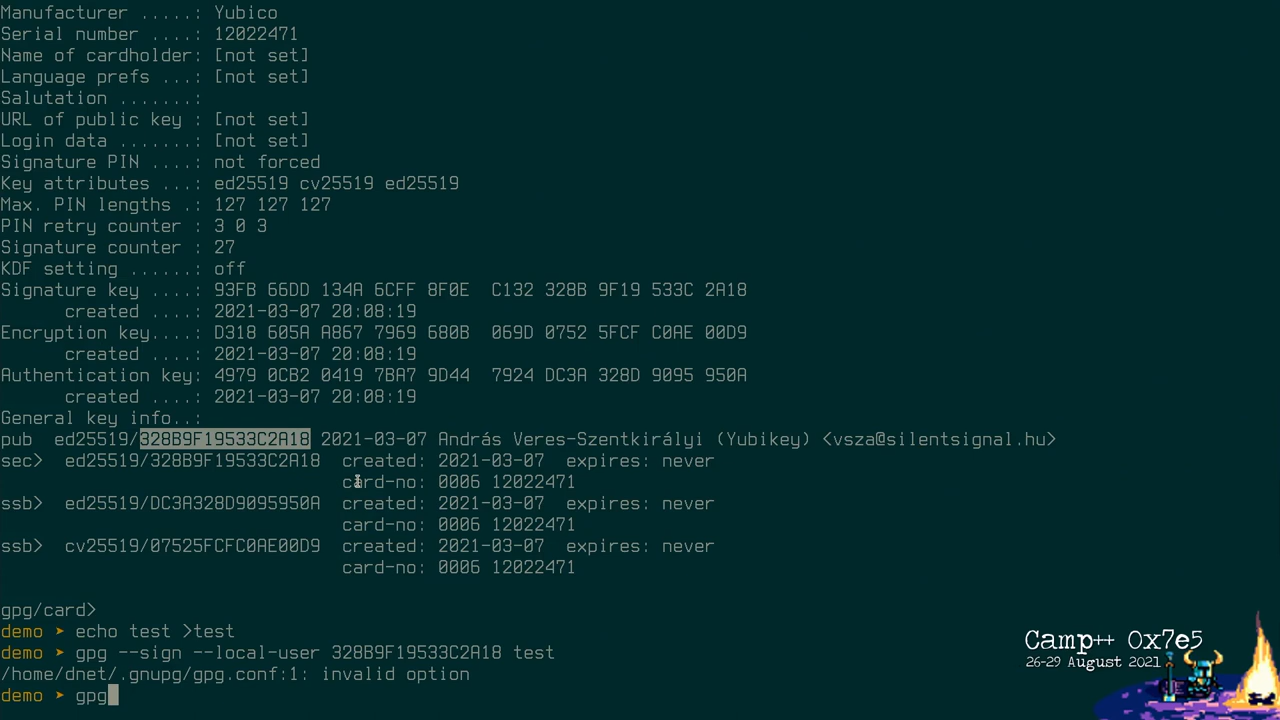 Manufacturer .....: Yubico
Serial number ....: 12022471
Name of cardholder: [not set]
Language prefs ...: [not set]
Salutation .......:
URL of public key : [not set]
Login data .......: [not set]
Signature PIN ....: not forced
Key attributes ...: ed25519 cv25519 ed25519
Max. PIN lengths .: 127 127 127
PIN retry counter : 3 0 3
Signature counter : 27
KDF setting ......: off
Signature key ....: 93FB 66DD 134A 6CFF 8F0E  C132 328B 9F19 533C 2A18
      created ....: 2021-03-07 20:08:19
Encryption key....: D318 605A A867 7969 680B  069D 0752 5FCF C0AE 00D9
      created ....: 2021-03-07 20:08:19
Authentication key: 4979 0CB2 0419 7BA7 9D44  7924 DC3A 328D 9095 950A
      created ....: 2021-03-07 20:08:19
General key info..:
pub  ed25519/328B9F19533C2A18 2021-03-07 András Veres-Szentkirályi (Yubikey) <vsza@silentsignal.hu>
sec>  ed25519/328B9F19533C2A18  created: 2021-03-07  expires: never
                                card-no: 0006 12022471
ssb>  ed25519/DC3A328D9095950A  created: 2021-03-07  expires: never
                                card-no: 0006 12022471
ssb>  cv25519/07525FCFC0AE00D9  created: 2021-03-07  expires: never
                                card-no: 0006 12022471
gpg/card>
demo ➤ echo test >test
demo ➤ gpg --sign --local-user 328B9F19533C2A18 test
/home/dnet/.gnupg/gpg.conf:1: invalid option
demo ➤ gpg
Camp++ 0x7e5
26-29 August 2021